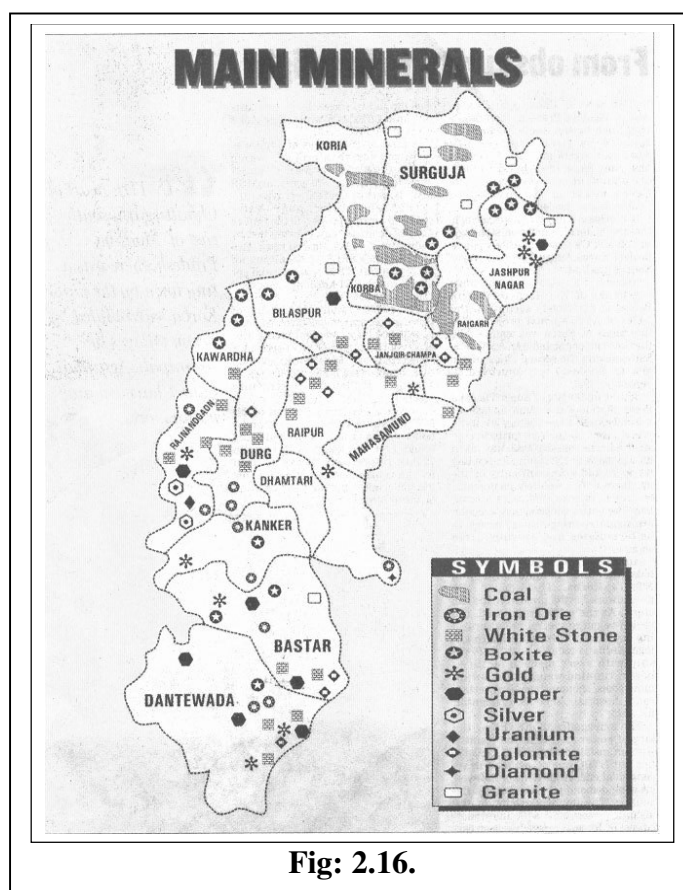 MAIN MINERALS
KORIA
SURGUJA
JASHPUR
NAGAR
KORBA
BILASPUR
RAIGARH
JANJGIR-CHAMPA
KAWARDHA
RAJNANDGAON
RAIPUR
MAHASAMUND
DURG
DHAMTARI
KANKER
BASTAR
DANTEWADA
SYMBOLS
Coal
Iron Ore
White Stone
Boxite
Gold
Copper
Silver
Uranium
Dolomite
Diamond
Granite
Fig: 2.16.